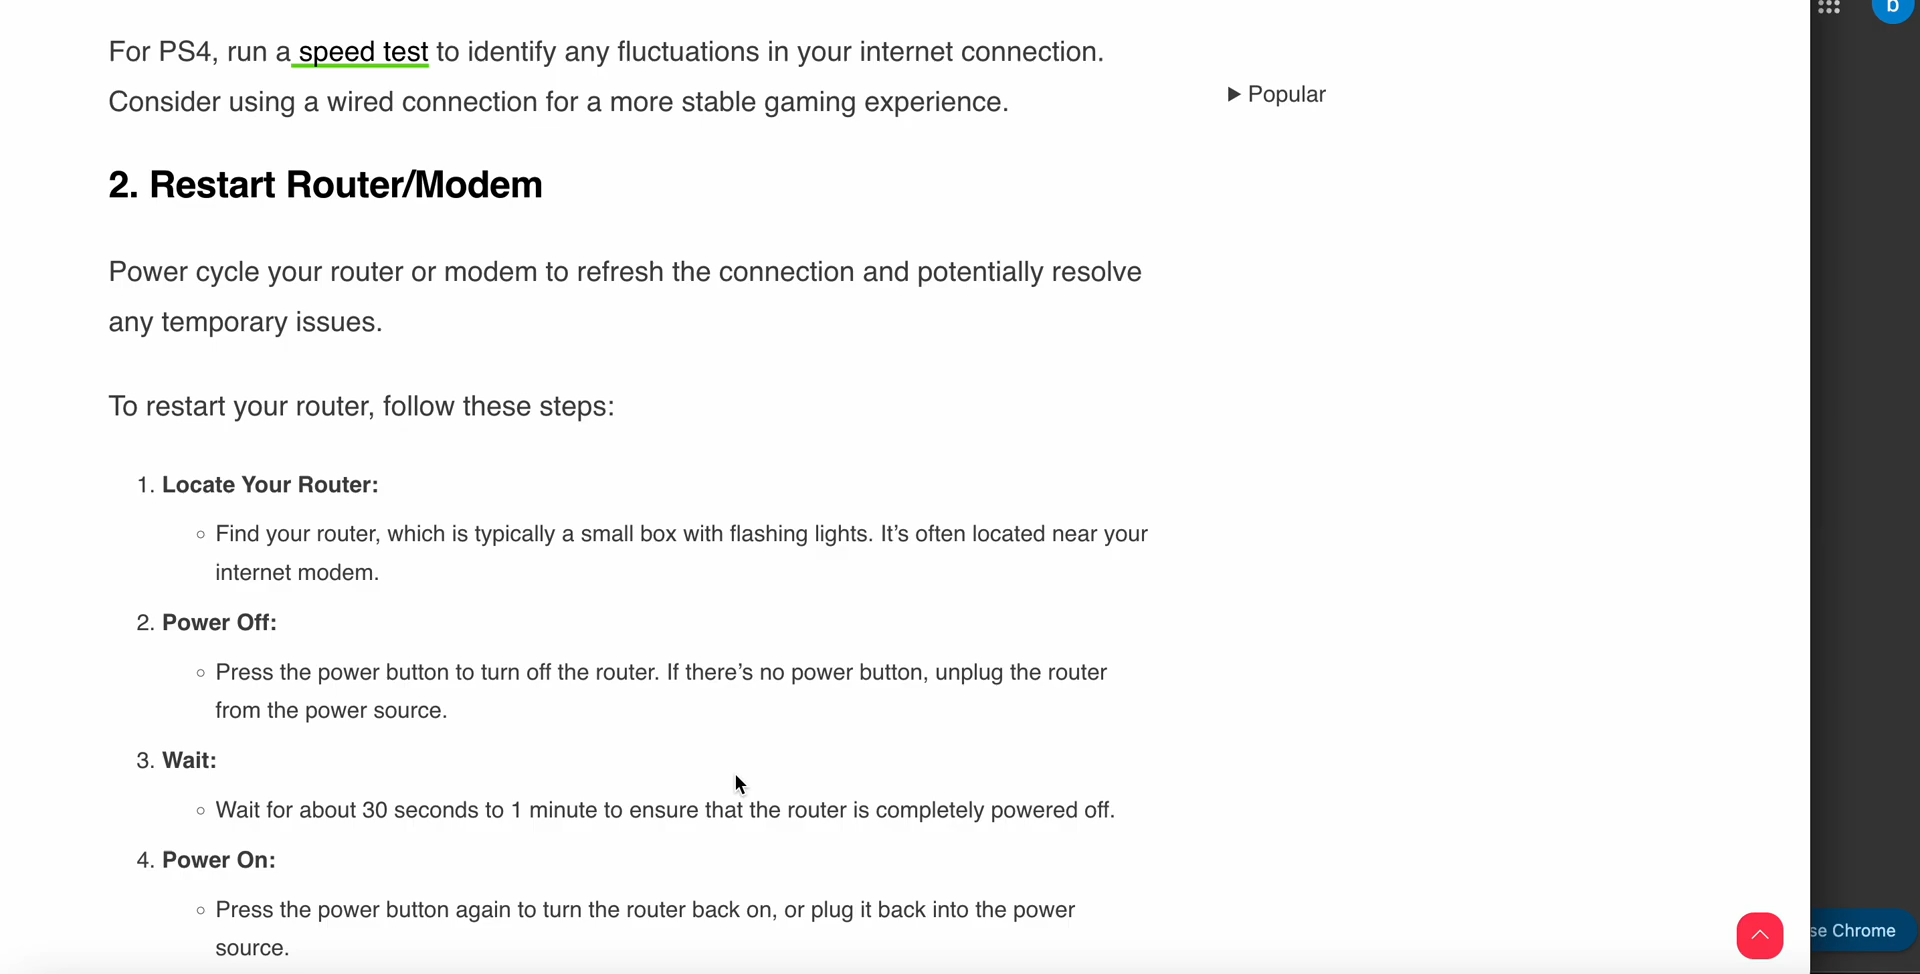 b
For PS4, run a speed test to identify any fluctuations in your internet connection.
Consider using a wired connection for a more stable gaming experience.
▶ Popular
2. Restart Router/Modem
Power cycle your router or modem to refresh the connection and potentially resolve
any temporary issues.
To restart your router, follow these steps:
1. Locate Your Router:
Find your router, which is typically a small box with flashing lights. It’s often located near your
internet modem.
2. Power Off:
Press the power button to turn off the router. If there’s no power button, unplug the router
from the power source.
3. Wait:
Wait for about 30 seconds to 1 minute to ensure that the router is completely powered off.
4. Power On:
Press the power button again to turn the router back on, or plug it back into the power
source.
se Chrome